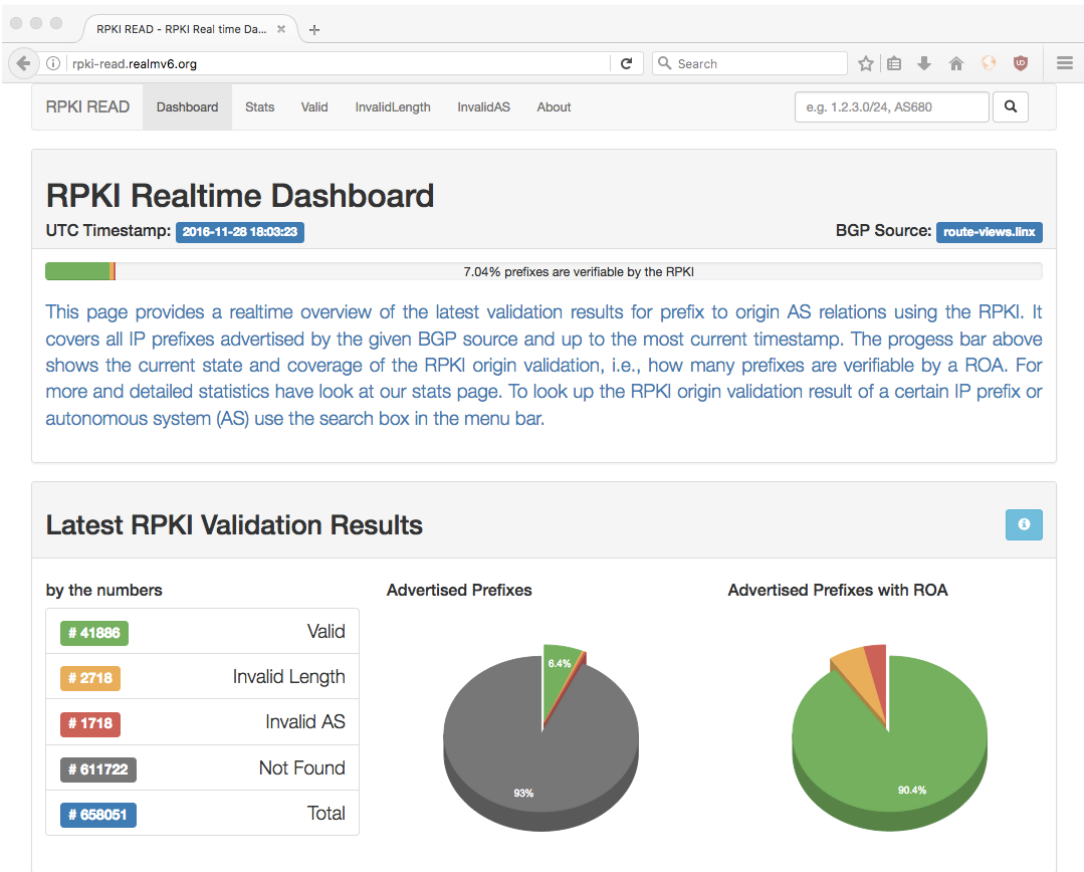 RPKI READ - RPKI Real time Da...
rpki-read.realmv6.org
Search
RPKI READ Dashboard Stats Valid InvalidLength InvalidAS About
e.g. 1.2.3.0/24, AS680
RPKI Realtime Dashboard
UTC Timestamp: 2016-11-28 18:03:23
BGP Source: route-views.linx
7.04% prefixes are verifiable by the RPKI
This page provides a realtime overview of the latest validation results for prefix to origin AS relations using the RPKI. It
covers all IP prefixes advertised by the given BGP source and up to the most current timestamp. The progess bar above
shows the current state and coverage of the RPKI origin validation, i.e., how many prefixes are verifiable by a ROA. For
more and detailed statistics have look at our stats page. To look up the RPKI origin validation result of a certain IP prefix or
autonomous system (AS) use the search box in the menu bar.
Latest RPKI Validation Results
by the numbers
# 41886 Valid
# 2718 Invalid Length
# 1718 Invalid AS
# 611722 Not Found
# 658051 Total
Advertised Prefixes
6.4%
93%
Advertised Prefixes with ROA
90.4%